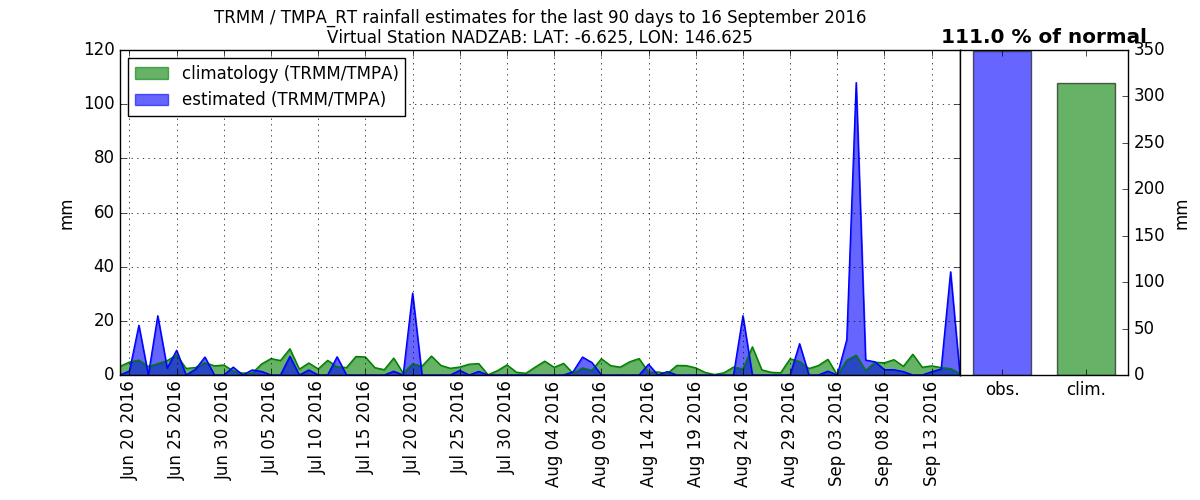 TRMM / TMPA_RT rainfall estimates for the last 90 days to 16 September 2016
Virtual Station NADZAB: LAT: -6.625, LON: 146.625
111.0 % of normal
climatology (TRMM/TMPA)
estimated (TRMM/TMPA)
mm
120
100
80
60
40
20
0
350
300
250
200
150
100
50
0
mm
Jun 20 2016
Jun 25 2016
Jun 30 2016
Jul 05 2016
Jul 10 2016
Jul 15 2016
Jul 20 2016
Jul 25 2016
Jul 30 2016
Aug 04 2016
Aug 09 2016
Aug 14 2016
Aug 19 2016
Aug 24 2016
Aug 29 2016
Sep 03 2016
Sep 08 2016
Sep 13 2016
obs.
clim.